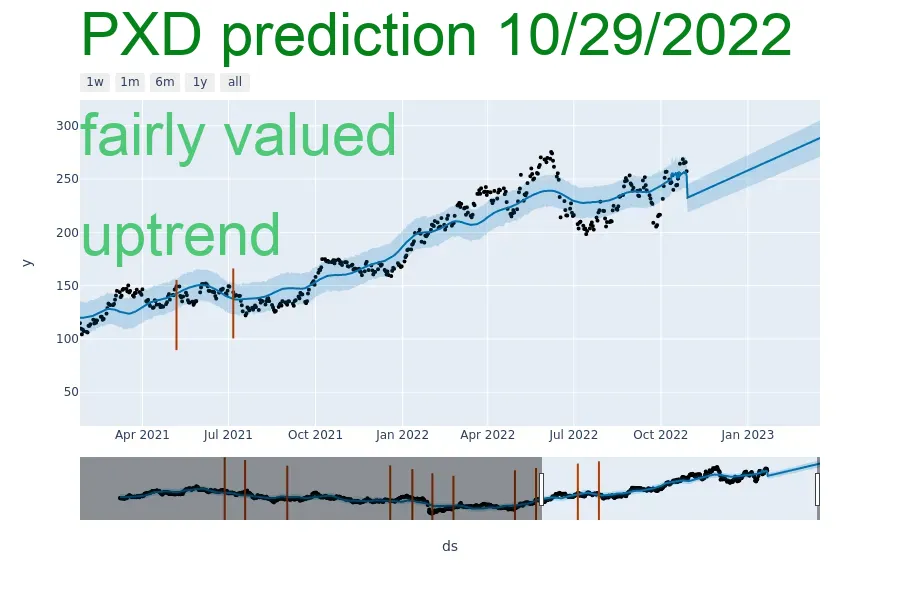 PXD prediction 10/29/2022
1w 1m 6m 1y all
fairly valued
uptrend
300
250
200
150
100
50
y
Apr 2021 Jul 2021 Oct 2021 Jan 2022 Apr 2022 Jul 2022 Oct 2022 Jan 2023
ds